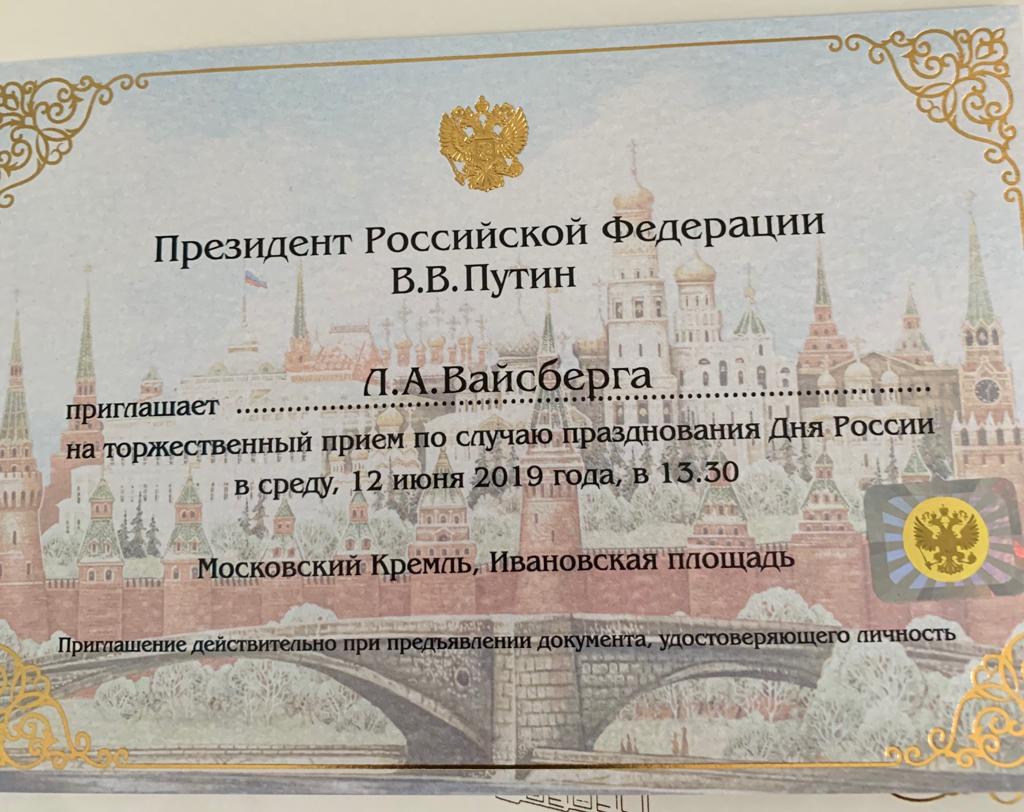 Президент Российской Федерации
В.В.Путин
Л.А.Вайсберга
приглашает
на торжественный прием по случаю празднования Дня России
в среду, 12 июня 2019 года, в 13.30
Московский Кремль, Ивановская площадь
Приглашение действительно при предъявлении документа, удостоверяющего личность